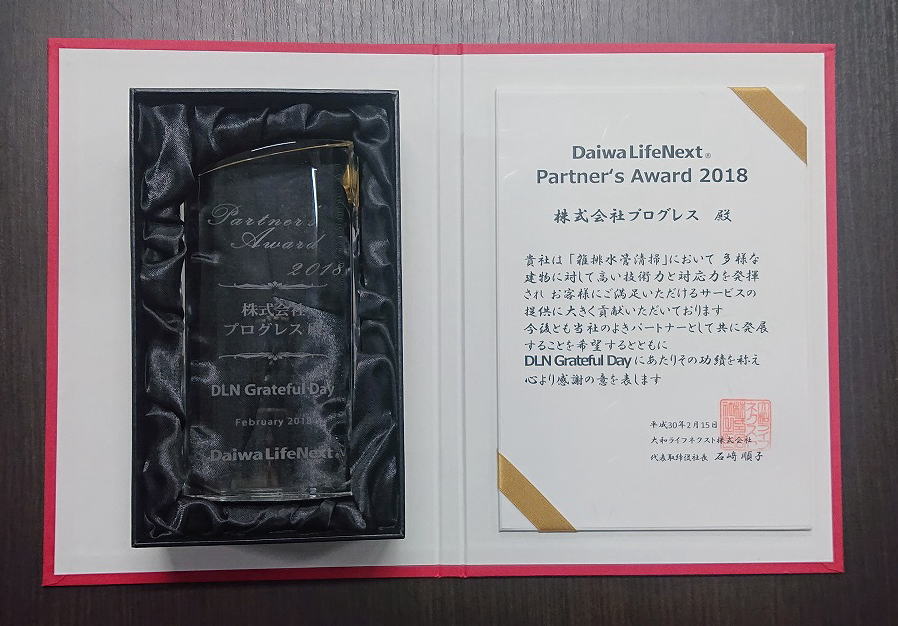 Partner's
Award
2018
株式会社
プログレス 殿
DLN Grateful Day
February 2018
Daiwa LifeNext®
Daiwa LifeNext®
Partner's Award 2018
株式会社プログレス 殿
貴社は「雑排水管清掃」において 多様な
建物に対して高い技術力と対応力を発揮
され お客様にご満足いただけるサービスの
提供に大きく貢献いただいております
今後とも当社のよきパートナーとして共に発展
することを希望するとともに
DLN Grateful Day にあたりその功績を称え
心より感謝の意を表します
平成30年2月15日
大和ライフネクスト株式会社
代表取締役社長 石﨑 順子